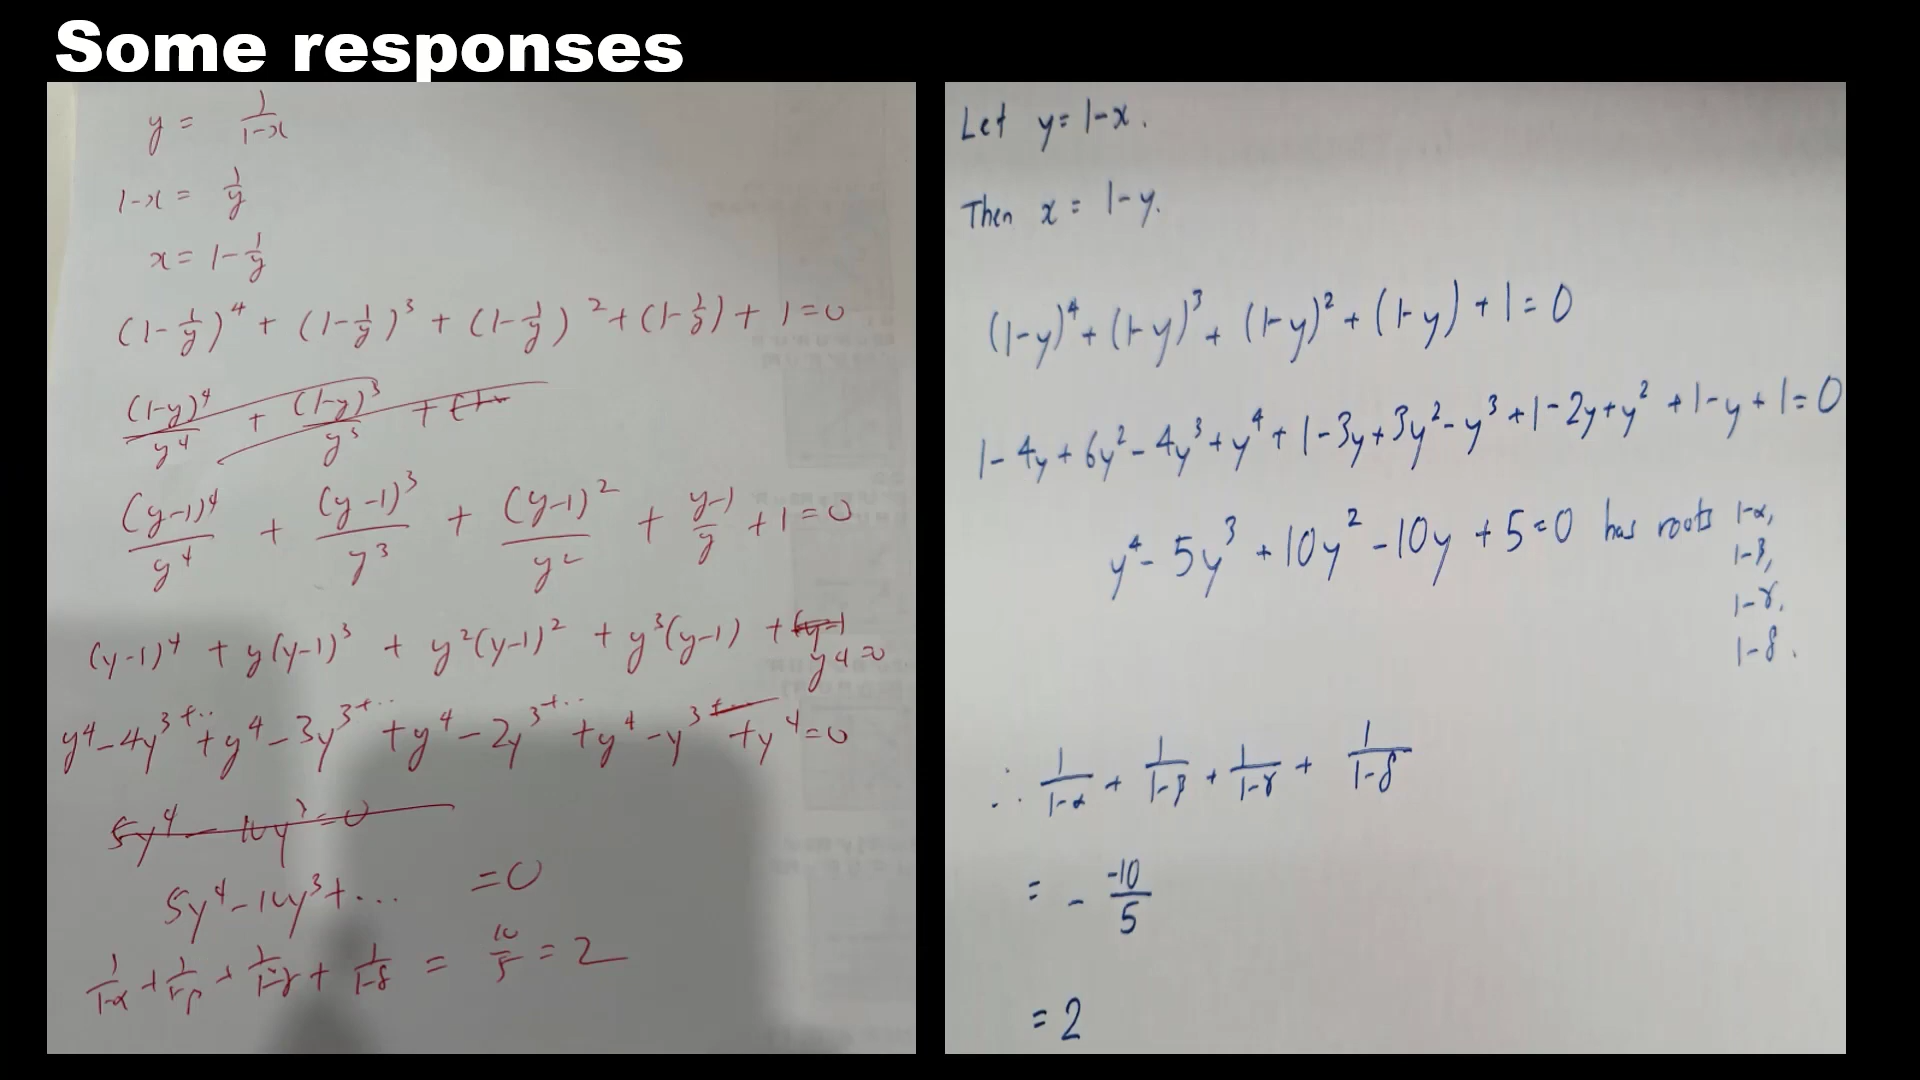 Some responses
y = 1/(1-x)
1-x = 1/y
x = 1 - 1/y
(1-1/y)^4 + (1-1/y)^3 + (1-1/y)^2 + (1-1/y) + 1=0
(1-y)^4/y^4 + (1-y)^3/y^3 + (1-
(y-1)^4/y^4 + (y-1)^3/y^3 + (y-1)^2/y^2 + (y-1)/y + 1=0
(y-1)^4 + y(y-1)^3 + y^2(y-1)^2 + y^3(y-1) + y^4=0
y^4-4y^3+.. +y^4-3y^3+.. +y^4-2y^3+.. +y^4-y^3 +.. +y^4=0
5y^4 - 10y^3=0
5y^4-10y^3+... =0
1/(1-α) + 1/(1-β) + 1/(1-γ) + 1/(1-δ) = 10/5 = 2
Let y=1-x.
Then x = 1-y.
(1-y)^4 + (1-y)^3 + (1-y)^2 + (1-y) + 1=0
1-4y+6y^2-4y^3+y^4+1-3y+3y^2-y^3+1-2y+y^2+1-y+1=0
y^4-5y^3+10y^2-10y+5=0 has roots 1-α,
1-β,
1-γ,
1-δ.
∴ 1/(1-α) + 1/(1-β) + 1/(1-γ) + 1/(1-δ)
= - -10/5
= 2